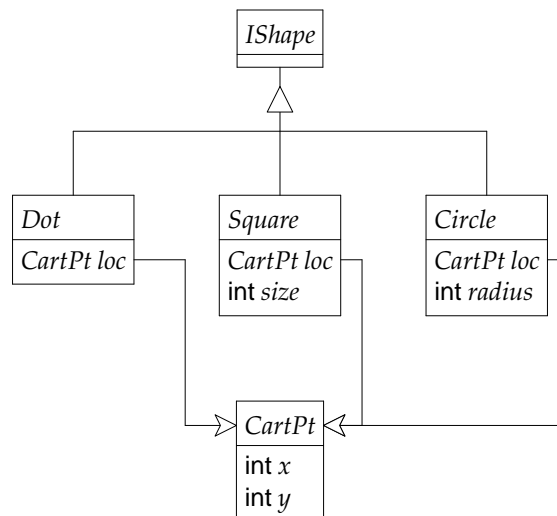 IShape
Dot
CartPt loc
Square
CartPt loc
int size
Circle
CartPt loc
int radius
CartPt
int x
int y